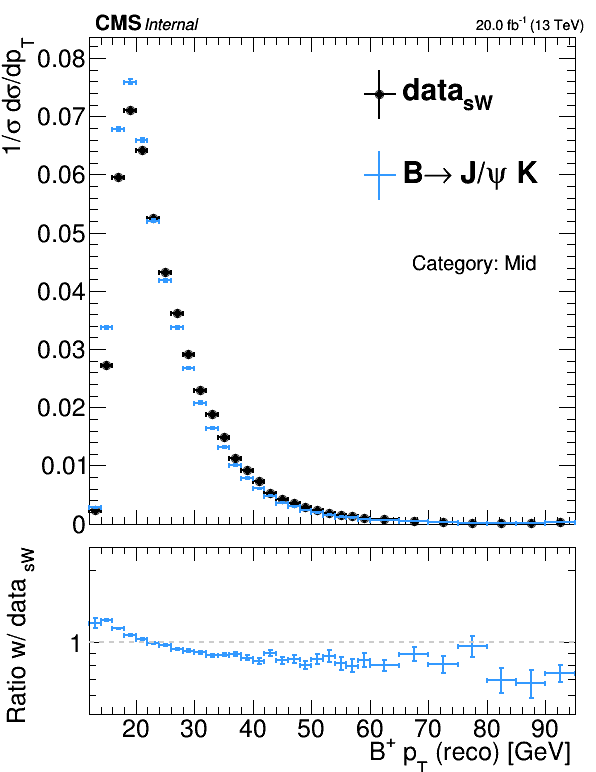 CMS Internal 20.0 fb⁻¹ (13 TeV)
1/σ dσ/dp_T
0.08
0.07
0.06
0.05
0.04
0.03
0.02
0.01
0
data_sW
B→ J/ψ K
Category: Mid
Ratio w/ data_sW
1
20 30 40 50 60 70 80 90
B⁺ p_T (reco) [GeV]